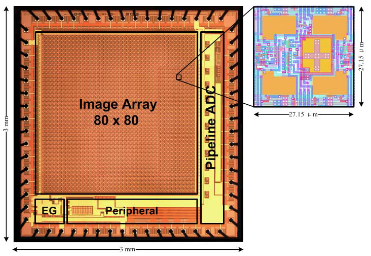 Image Array
80 x 80
Pipeline ADC
EG
Peripheral
3 mm
3 mm
27.15 μm
27.15 μm